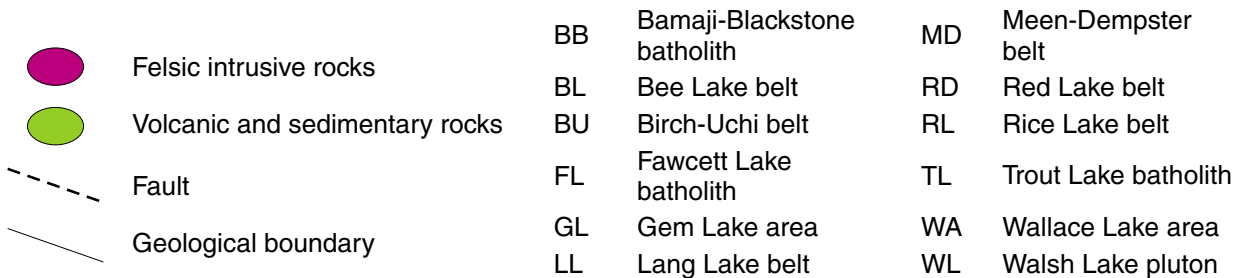 Felsic intrusive rocks
Volcanic and sedimentary rocks
Fault
Geological boundary
BB Bamaji-Blackstone
batholith
BL Bee Lake belt
BU Birch-Uchi belt
FL Fawcett Lake
batholith
GL Gem Lake area
LL Lang Lake belt
MD Meen-Dempster
belt
RD Red Lake belt
RL Rice Lake belt
TL Trout Lake batholith
WA Wallace Lake area
WL Walsh Lake pluton